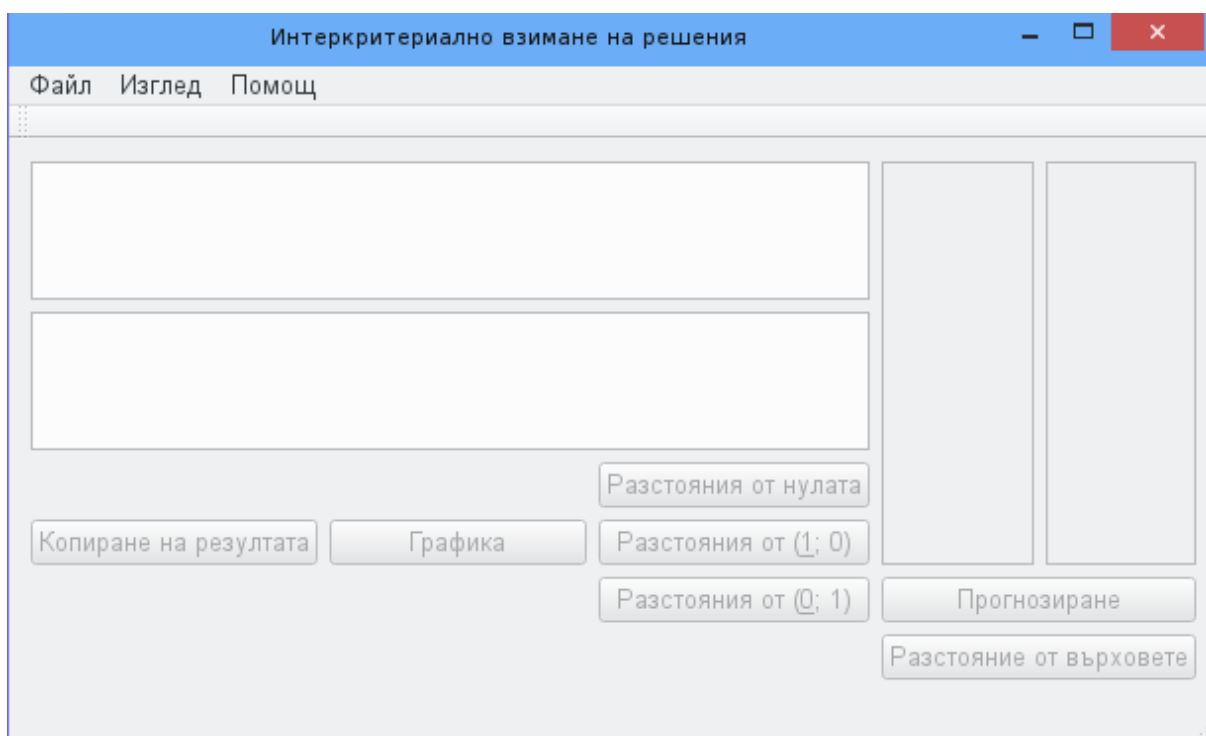 Интеркритериално взимане на решения
Файл Изглед Помощ
Разстояния от нулата
Копиране на резултата Графика Разстояния от (1; 0)
Разстояния от (0; 1) Прогнозиране
Разстояние от върховете